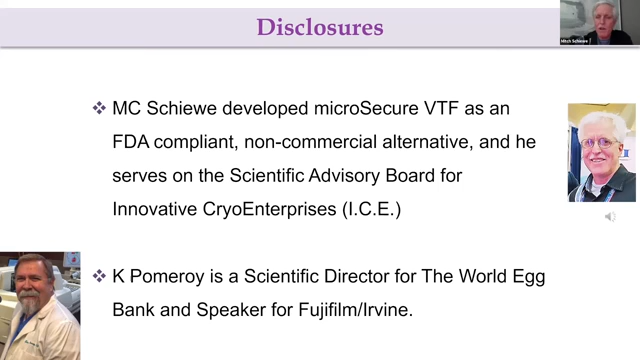 Disclosures
Mitch Schiewe
MC Schiewe developed microSecure VTF as an
FDA compliant, non-commercial alternative, and he
serves on the Scientific Advisory Board for
Innovative CryoEnterprises (I.C.E.)
K Pomeroy is a Scientific Director for The World Egg
Bank and Speaker for Fujifilm/Irvine.